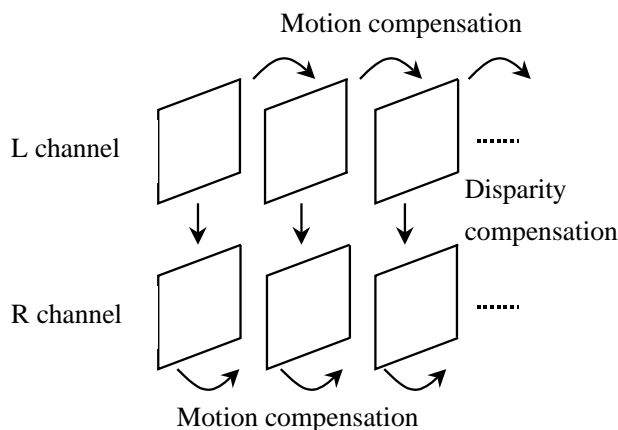 Motion compensation
L channel
Disparity
compensation
R channel
Motion compensation